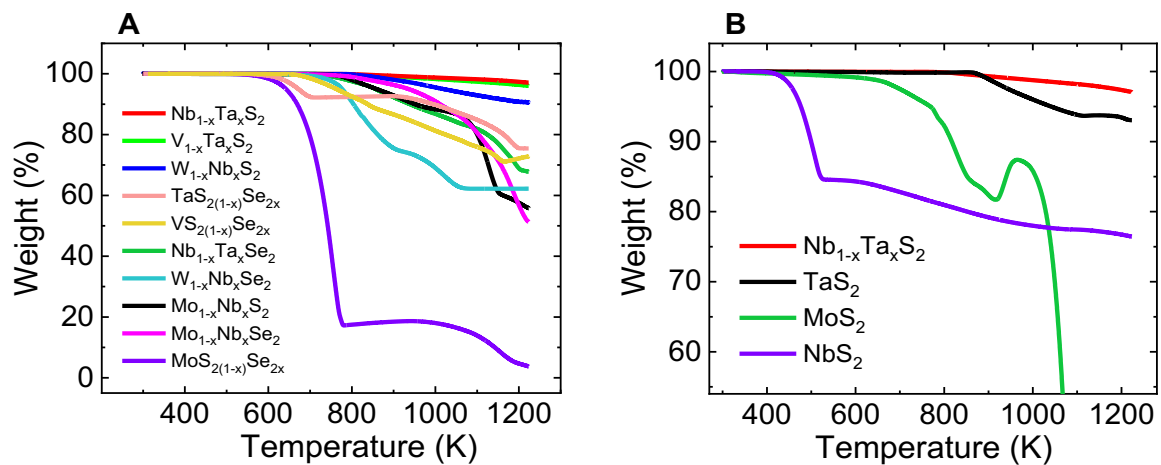 A
Weight (%)
100
80
60
40
20
0
Nb₁₋ₓTaₓS₂
V₁₋ₓTaₓS₂
W₁₋ₓNbₓS₂
TaS₂₍₁₋ₓ₎Se₂ₓ
VS₂₍₁₋ₓ₎Se₂ₓ
Nb₁₋ₓTaₓSe₂
W₁₋ₓNbₓSe₂
Mo₁₋ₓNbₓS₂
Mo₁₋ₓNbₓSe₂
MoS₂₍₁₋ₓ₎Se₂ₓ
400 600 800 1000 1200
Temperature (K)
B
Weight (%)
100
90
80
70
60
Nb₁₋ₓTaₓS₂
TaS₂
MoS₂
NbS₂
400 600 800 1000 1200
Temperature (K)